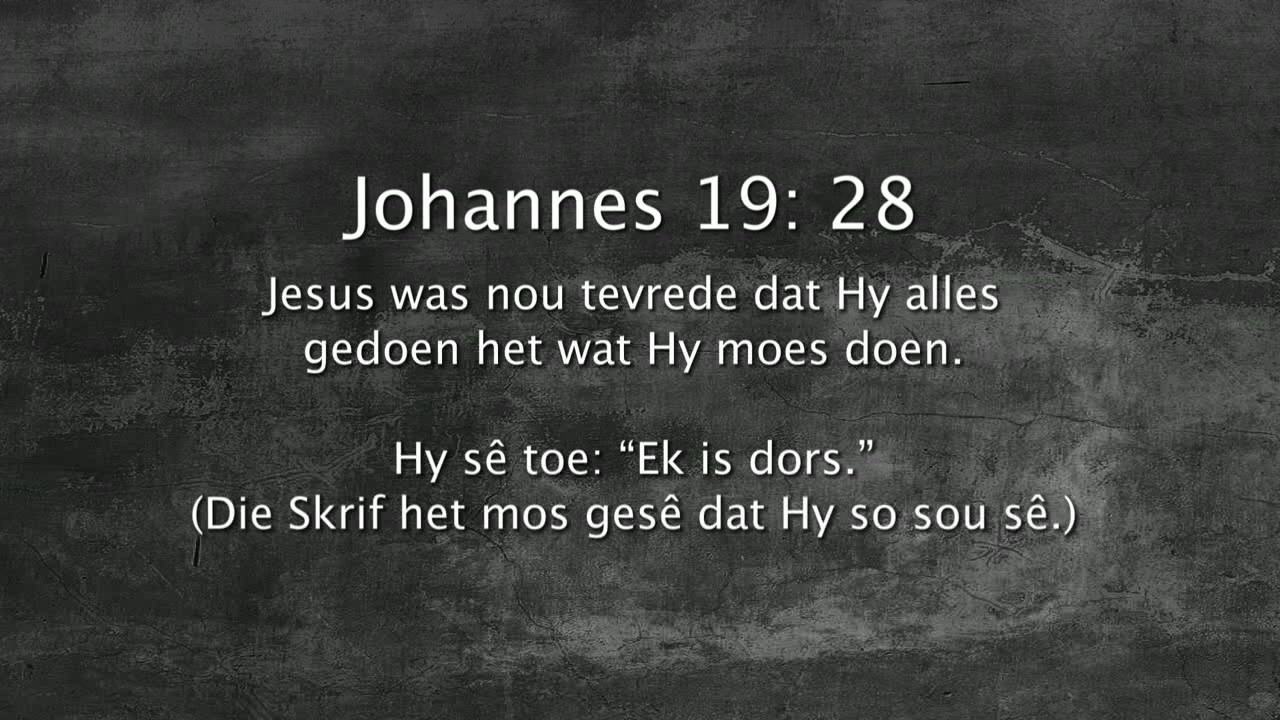 Johannes 19: 28
Jesus was nou tevrede dat Hy alles
gedoen het wat Hy moes doen.
Hy sê toe: “Ek is dors.”
(Die Skrif het mos gesê dat Hy so sou sê.)